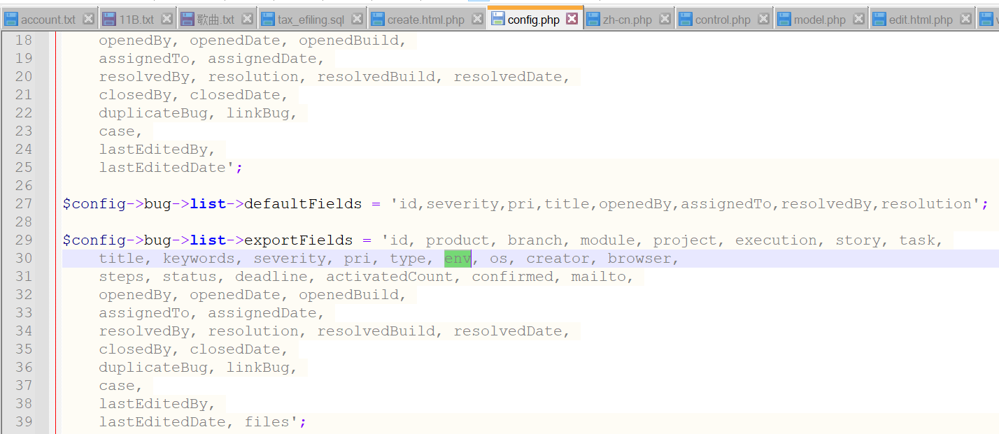 account.txt 11B.txt 歌曲.txt tax_efiling.sql create.html.php config.php zh-cn.php control.php model.php edit.html.php
18 openedBy, openedDate, openedBuild,
19 assignedTo, assignedDate,
20 resolvedBy, resolution, resolvedBuild, resolvedDate,
21 closedBy, closedDate,
22 duplicateBug, linkBug,
23 case,
24 lastEditedBy,
25 lastEditedDate';
26
27 $config->bug->list->defaultFields = 'id,severity,pri,title,openedBy,assignedTo,resolvedBy,resolution';
28
29 $config->bug->list->exportFields = 'id, product, branch, module, project, execution, story, task,
30 title, keywords, severity, pri, type, env, os, creator, browser,
31 steps, status, deadline, activatedCount, confirmed, mailto,
32 openedBy, openedDate, openedBuild,
33 assignedTo, assignedDate,
34 resolvedBy, resolution, resolvedBuild, resolvedDate,
35 closedBy, closedDate,
36 duplicateBug, linkBug,
37 case,
38 lastEditedBy,
39 lastEditedDate, files';